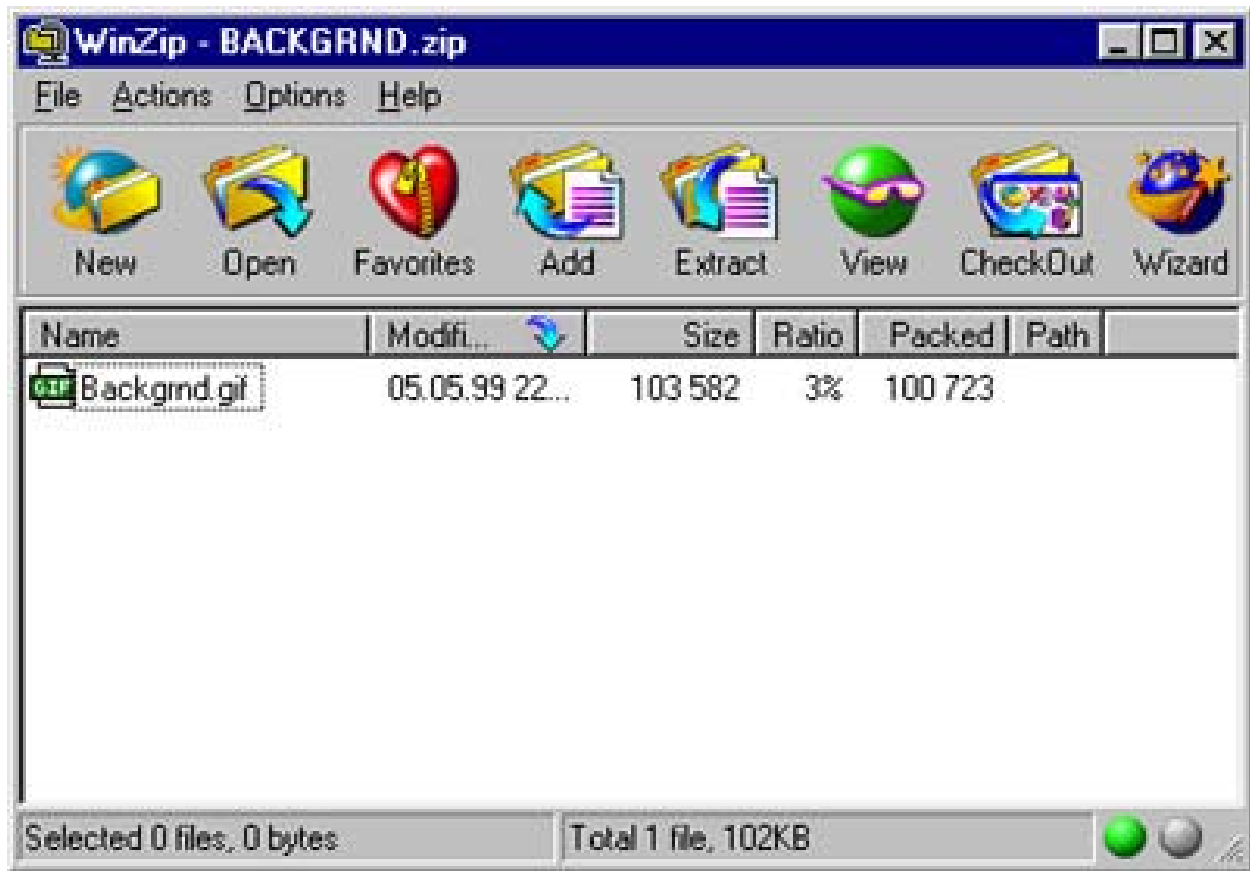 WinZip - BACKGRND.zip
File Actions Options Help
New Open Favorites Add Extract View CheckOut Wizard
Name Modifi... Size Ratio Packed Path
GIF Backgrnd.gif 05.05.99 22... 103 582 3% 100 723
Selected 0 files, 0 bytes Total 1 file, 102KB